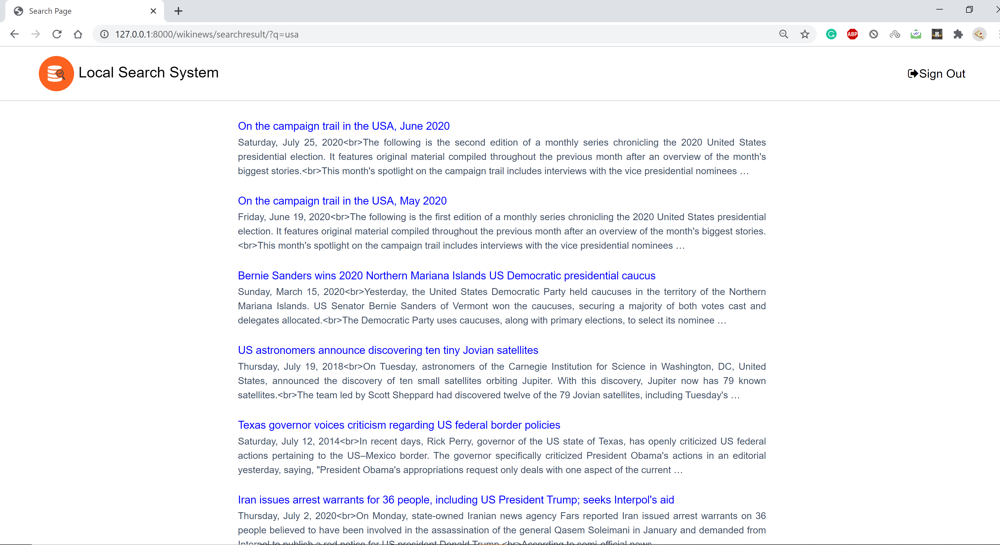 Search Page
127.0.0.1:8000/wikinews/searchresult/?q=usa
ABP
Local Search System
Sign Out
On the campaign trail in the USA, June 2020
Saturday, July 25, 2020<br>The following is the second edition of a monthly series chronicling the 2020 United States
presidential election. It features original material compiled throughout the previous month after an overview of the month's
biggest stories.<br>This month's spotlight on the campaign trail includes interviews with the vice presidential nominees …
On the campaign trail in the USA, May 2020
Friday, June 19, 2020<br>The following is the first edition of a monthly series chronicling the 2020 United States presidential
election. It features original material compiled throughout the previous month after an overview of the month's biggest stories.
<br>This month's spotlight on the campaign trail includes interviews with the vice presidential nominees …
Bernie Sanders wins 2020 Northern Mariana Islands US Democratic presidential caucus
Sunday, March 15, 2020<br>Yesterday, the United States Democratic Party held caucuses in the territory of the Northern
Mariana Islands. US Senator Bernie Sanders of Vermont won the caucuses, securing a majority of both votes cast and
delegates allocated.<br>The Democratic Party uses caucuses, along with primary elections, to select its nominee …
US astronomers announce discovering ten tiny Jovian satellites
Thursday, July 19, 2018<br>On Tuesday, astronomers of the Carnegie Institution for Science in Washington, DC, United
States, announced the discovery of ten small satellites orbiting Jupiter. With this discovery, Jupiter now has 79 known
satellites.<br>The team led by Scott Sheppard had discovered twelve of the 79 Jovian satellites, including Tuesday's …
Texas governor voices criticism regarding US federal border policies
Saturday, July 12, 2014<br>In recent days, Rick Perry, governor of the US state of Texas, has openly criticized US federal
actions pertaining to the US–Mexico border. The governor specifically criticized President Obama's actions in an editorial
yesterday, saying, "President Obama's appropriations request only deals with one aspect of the current …
Iran issues arrest warrants for 36 people, including US President Trump; seeks Interpol's aid
Thursday, July 2, 2020<br>On Monday, state-owned Iranian news agency Fars reported Iran issued arrest warrants on 36
people believed to have been involved in the assassination of the general Qasem Soleimani in January and demanded from
Interpol to publish a red notice for US president Donald Trump.<br>According to semi-official news